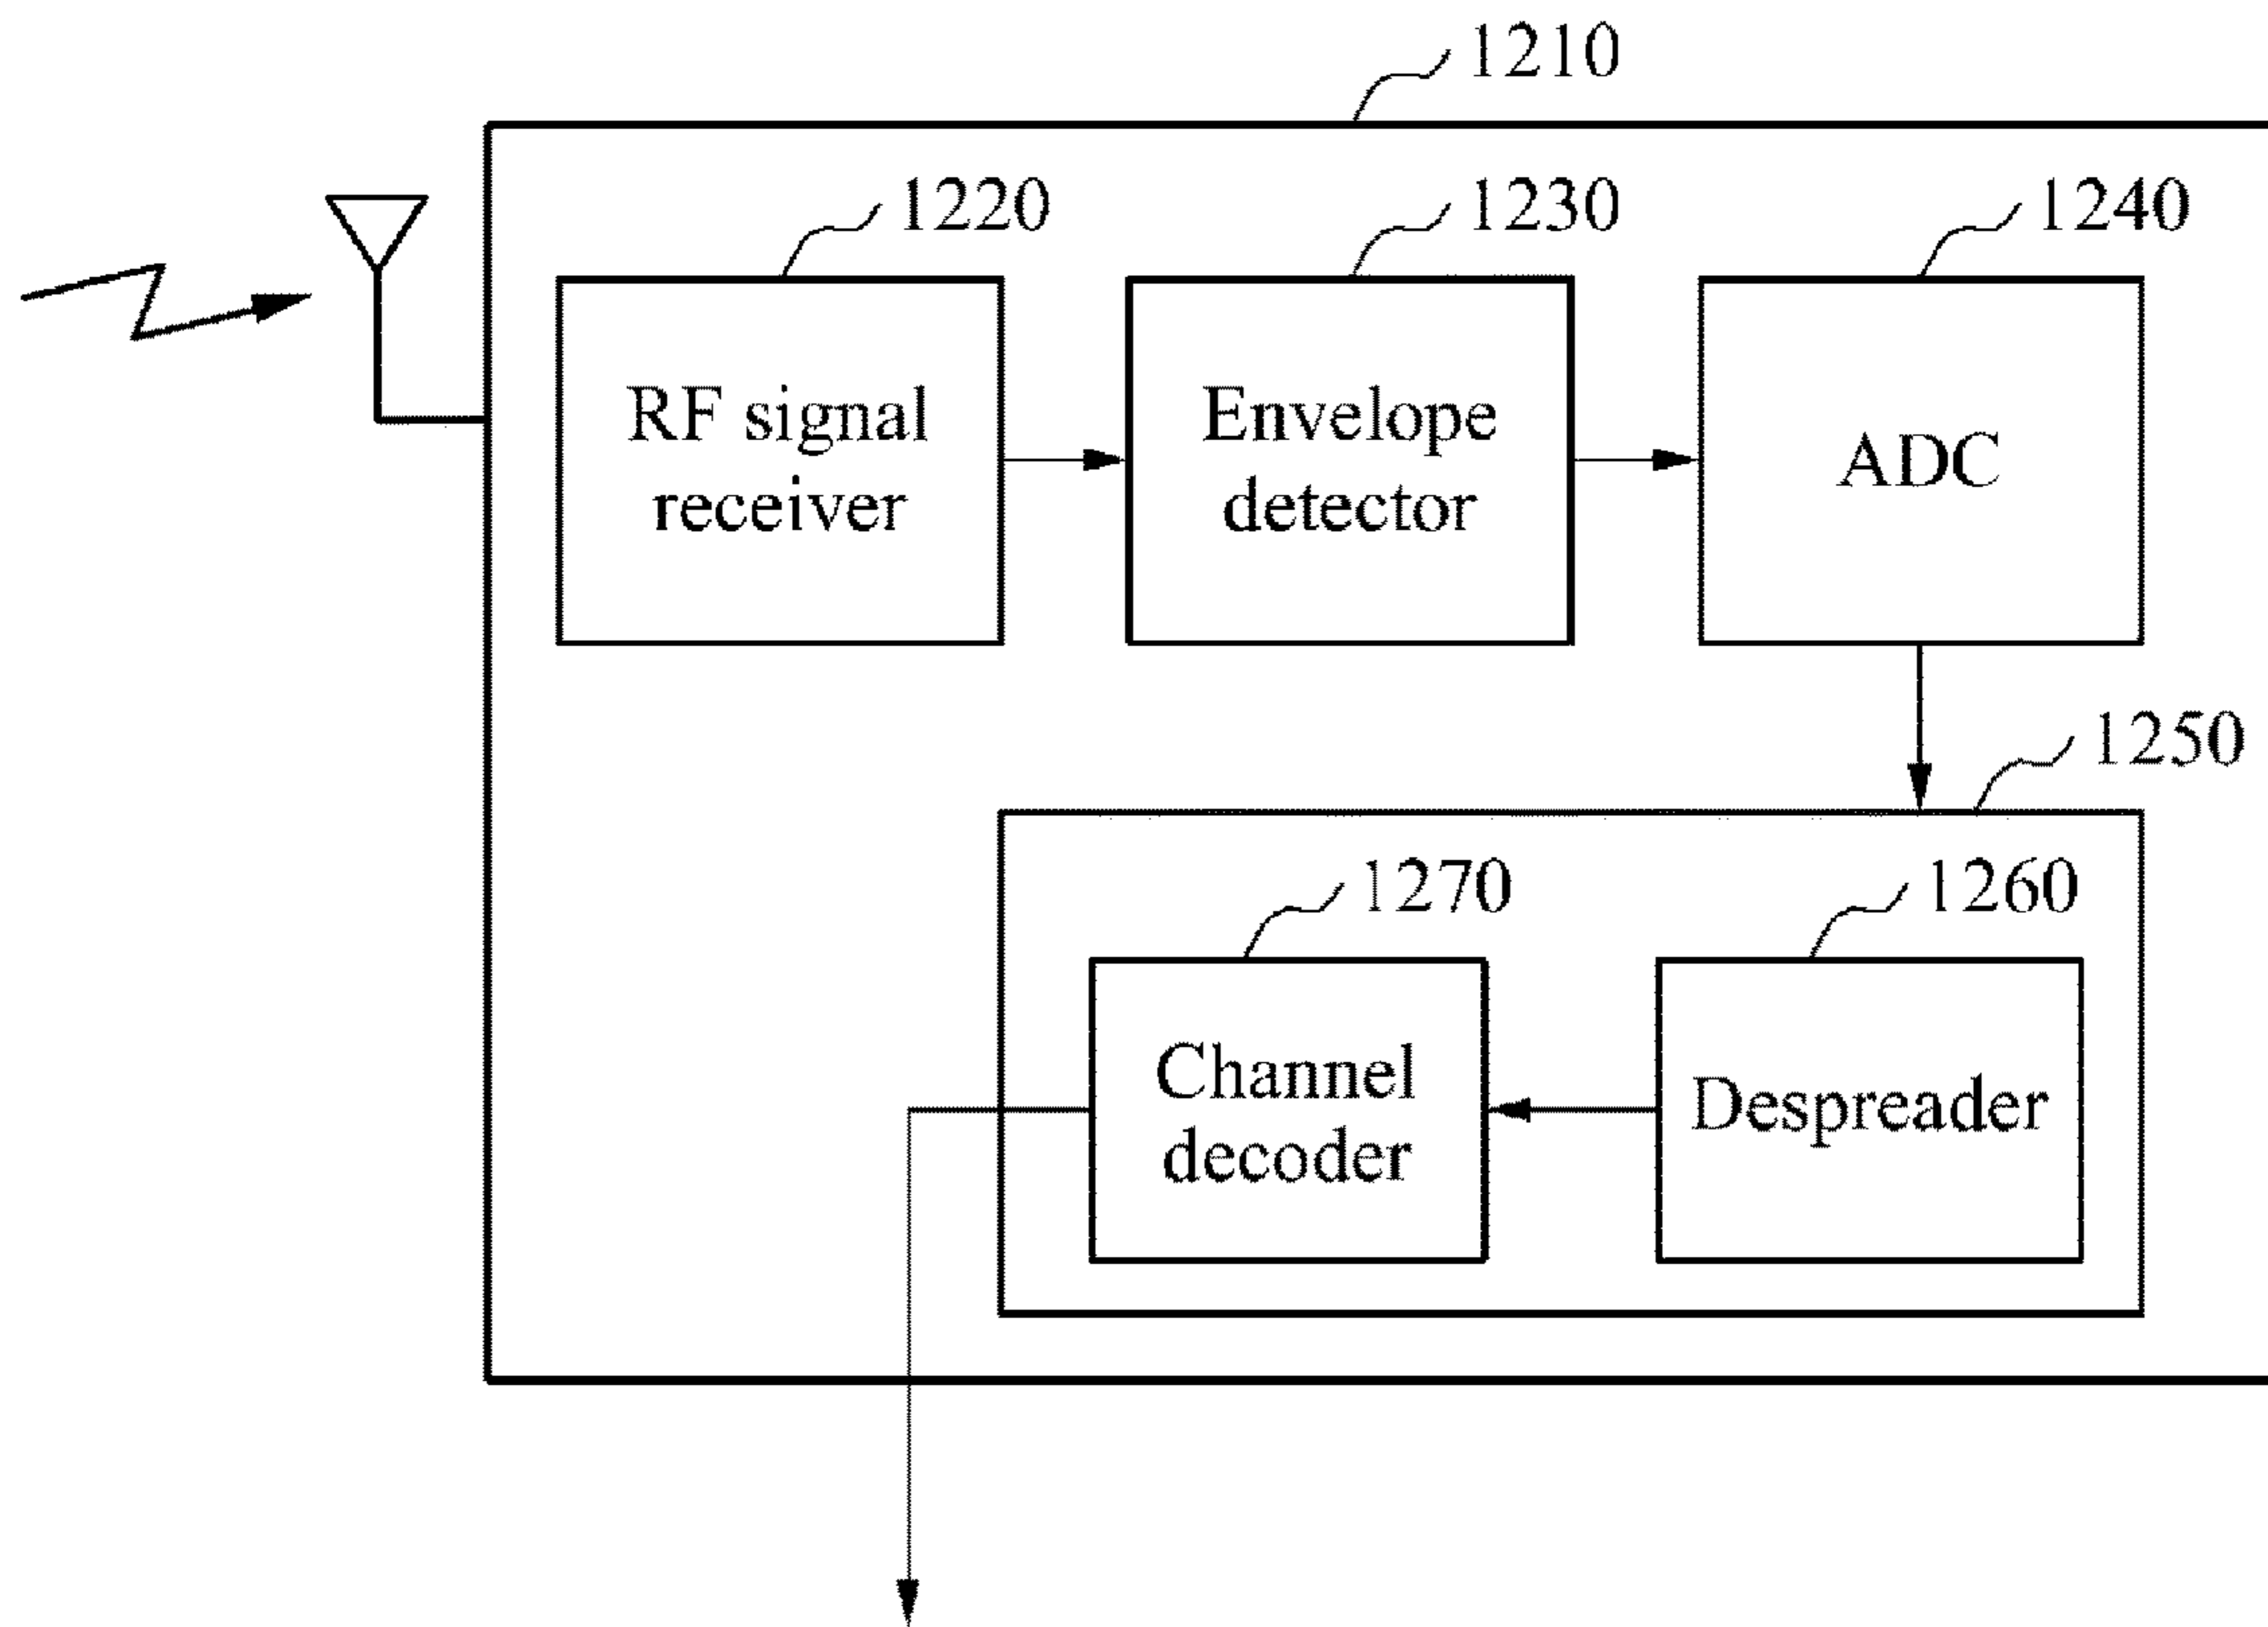 1210
1220
1230
1240
RF signal
receiver
Envelope
detector
ADC
1250
1270
1260
Channel
decoder
Despreader